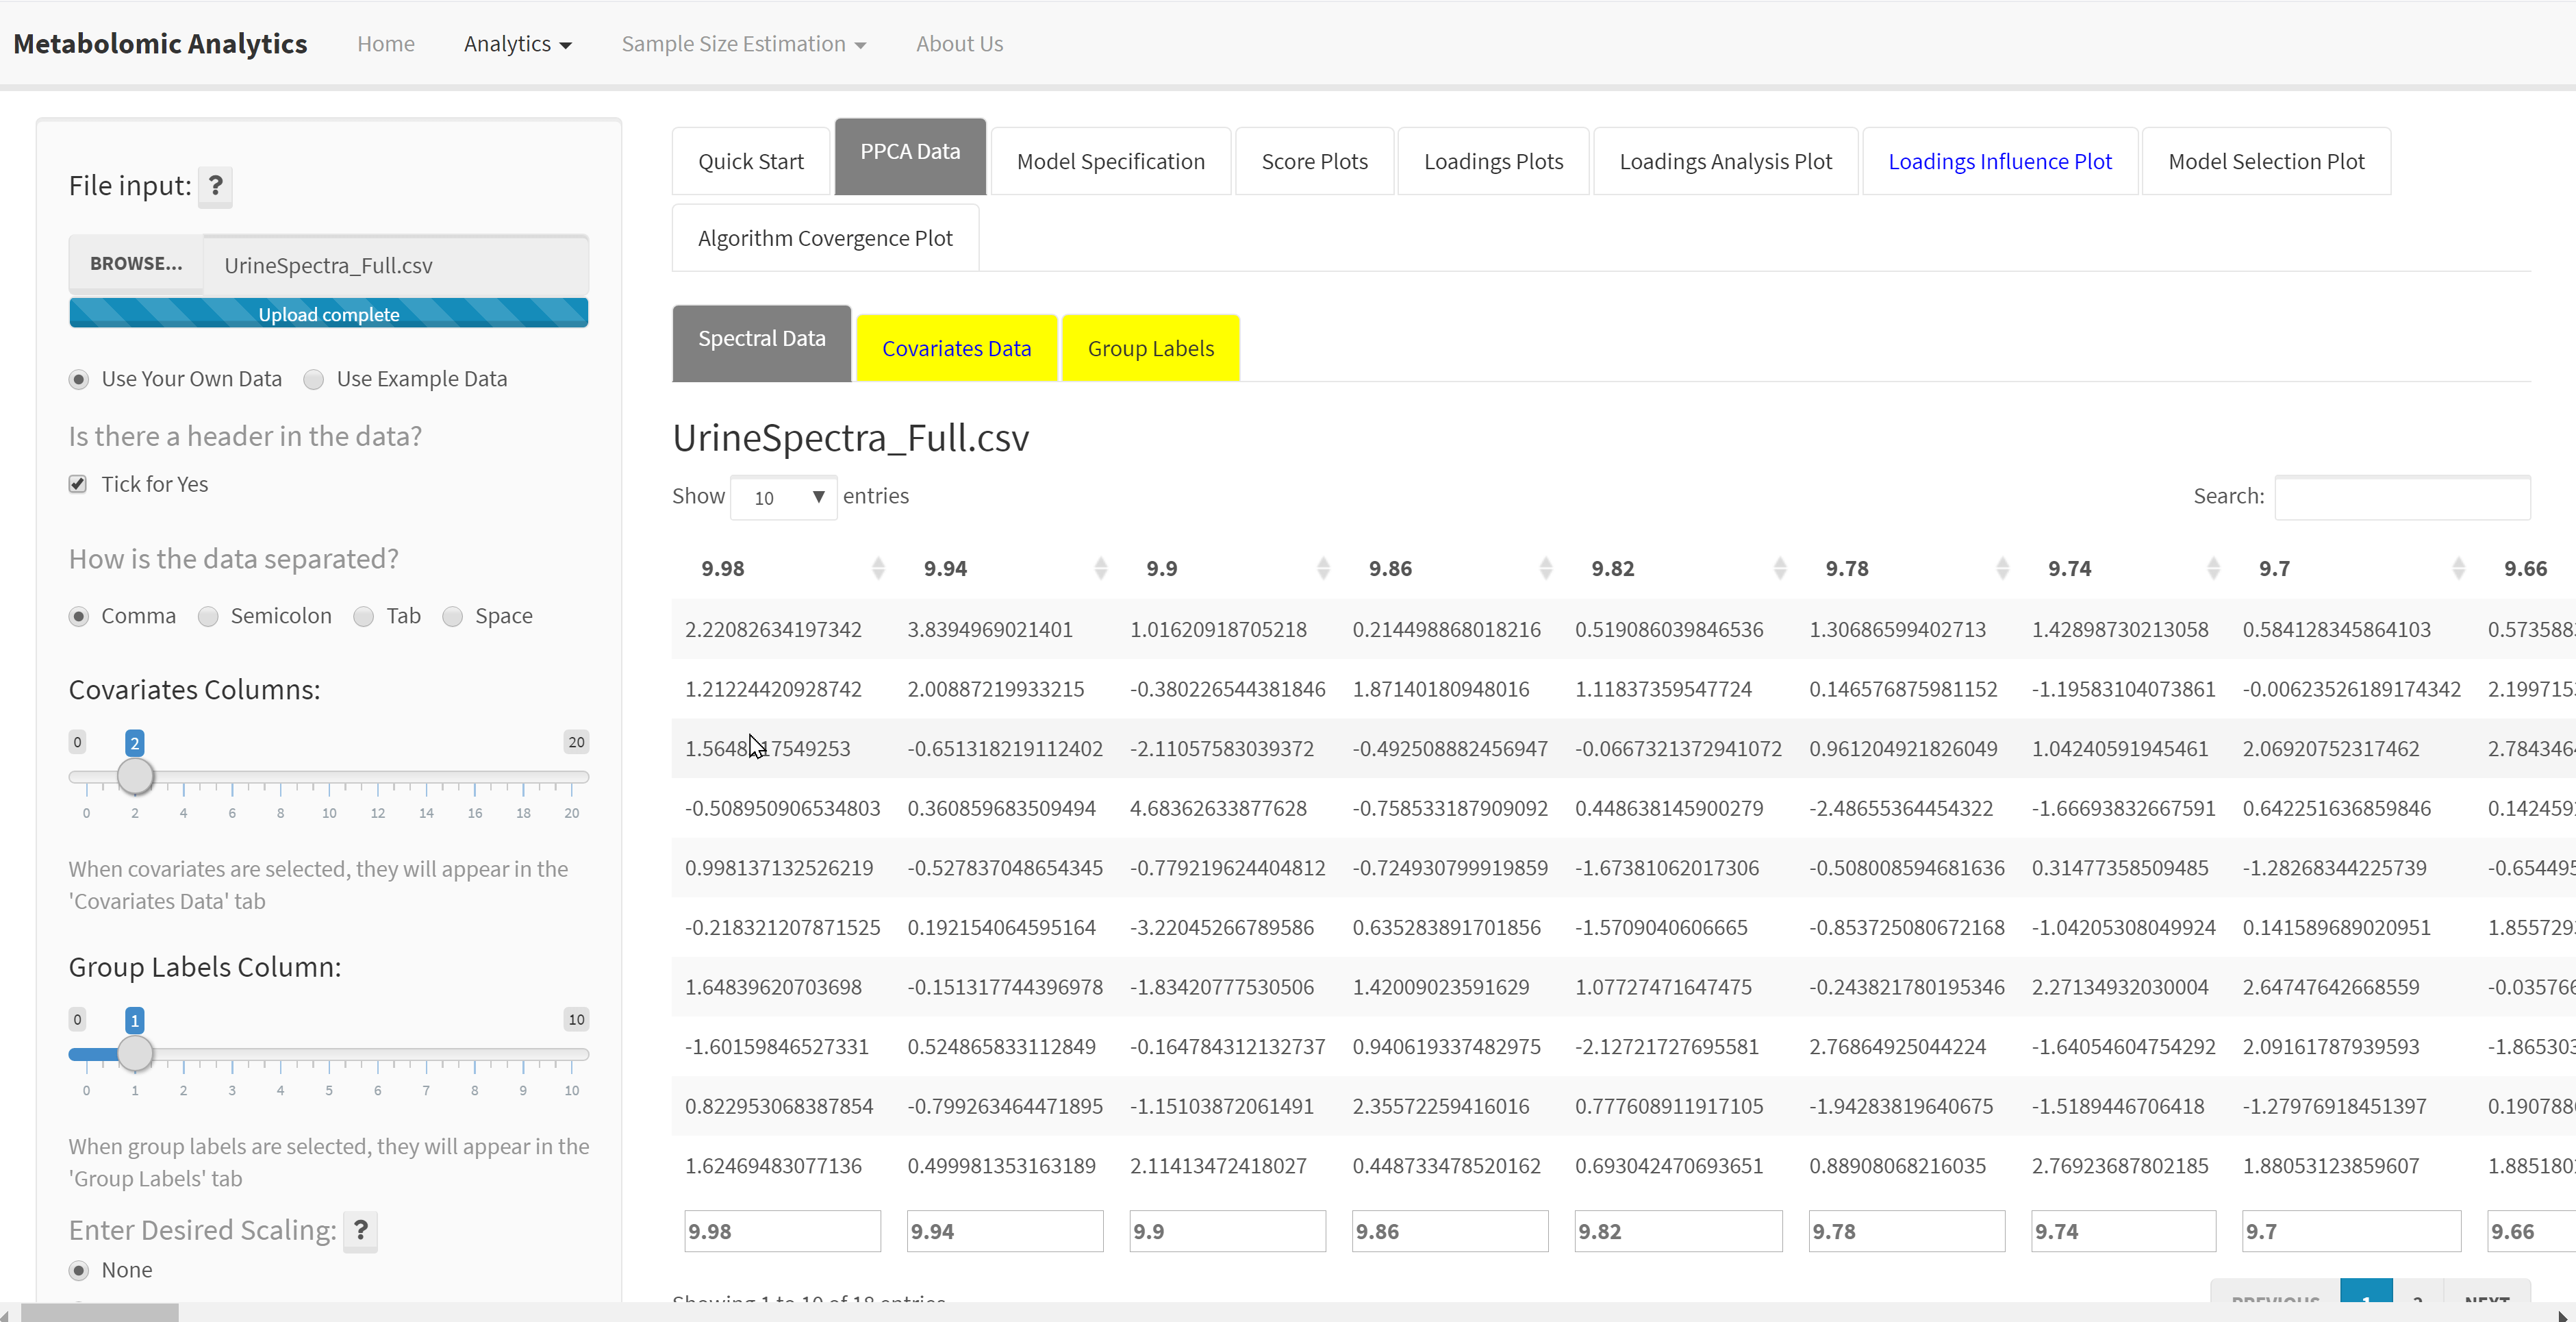 Metabolomic Analytics Home Analytics Sample Size Estimation About Us
File input: ?
BROWSE... UrineSpectra_Full.csv
Upload complete
Use Your Own Data Use Example Data
Is there a header in the data?
Tick for Yes
How is the data separated?
Comma Semicolon Tab Space
Covariates Columns:
0 2 20
0 2 4 6 8 10 12 14 16 18 20
When covariates are selected, they will appear in the
'Covariates Data' tab
Group Labels Column:
0 1 10
0 1 2 3 4 5 6 7 8 9 10
When group labels are selected, they will appear in the
'Group Labels' tab
Enter Desired Scaling: ?
None
Quick Start PPCA Data Model Specification Score Plots Loadings Plots Loadings Analysis Plot Loadings Influence Plot Model Selection Plot
Algorithm Covergence Plot
Spectral Data Covariates Data Group Labels
UrineSpectra_Full.csv
Show 10 entries Search:
9.98 9.94 9.9 9.86 9.82 9.78 9.74 9.7 9.66
2.22082634197342 3.8394969021401 1.01620918705218 0.214498868018216 0.519086039846536 1.30686599402713 1.42898730213058 0.584128345864103 0.573588
1.21224420928742 2.00887219933215 -0.380226544381846 1.87140180948016 1.11837359547724 0.146576875981152 -1.19583104073861 -0.00623526189174342 2.199715
-0.651318219112402 -2.11057583039372 -0.492508882456947 -0.0667321372941072 0.961204921826049 1.04240591945461 2.06920752317462 2.784346
-0.508950906534803 0.360859683509494 4.68362633877628 -0.758533187909092 0.448638145900279 -2.48655364454322 -1.66693832667591 0.642251636859846 0.142459
0.998137132526219 -0.527837048654345 -0.779219624404812 -0.724930799919859 -1.67381062017306 -0.508008594681636 0.31477358509485 -1.28268344225739 -0.654495
-0.218321207871525 0.192154064595164 -3.22045266789586 0.635283891701856 -1.5709040606665 -0.853725080672168 -1.04205308049924 0.141589689020951 1.855729
1.64839620703698 -0.151317744396978 -1.83420777530506 1.42009023591629 1.07727471647475 -0.243821780195346 2.27134932030004 2.64747642668559 -0.035766
-1.60159846527331 0.524865833112849 -0.164784312132737 0.940619337482975 -2.12721727695581 2.76864925044224 -1.64054604754292 2.09161787939593 -1.865303
0.822953068387854 -0.799263464471895 -1.15103872061491 2.35572259416016 0.777608911917105 -1.94283819640675 -1.5189446706418 -1.27976918451397 0.190788
1.62469483077136 0.499981353163189 2.11413472418027 0.448733478520162 0.693042470693651 0.88908068216035 2.76923687802185 1.88053123859607 1.885180
9.98 9.94 9.9 9.86 9.82 9.78 9.74 9.7 9.66
Showing 1 to 10 of 18 entries PREVIOUS 1 2 NEXT